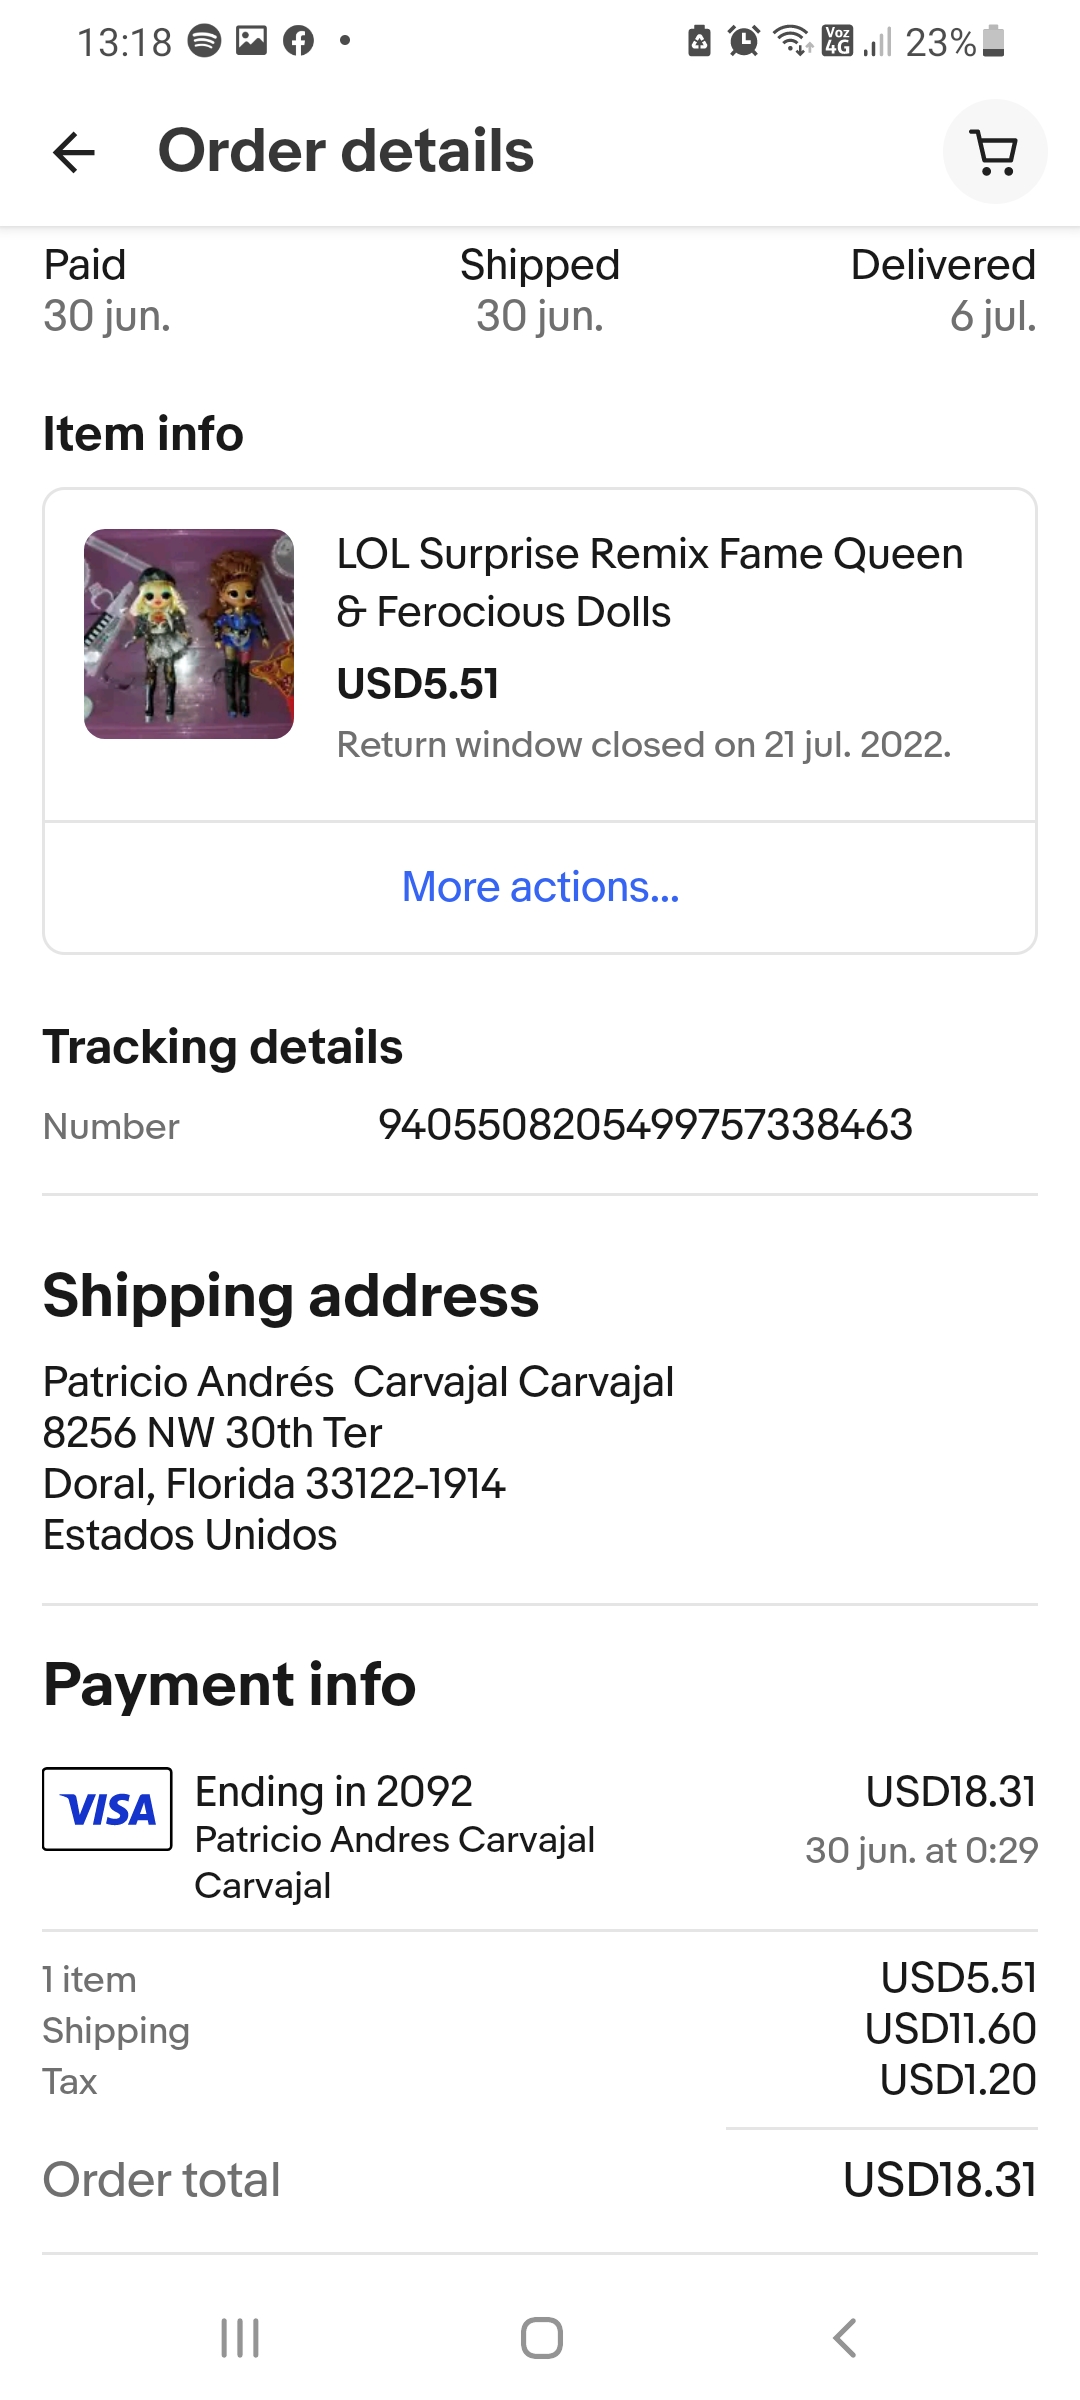 13:18
Voz
4G
23%
Order details
Paid Shipped Delivered
30 jun. 30 jun. 6 jul.
Item info
LOL Surprise Remix Fame Queen
& Ferocious Dolls
USD5.51
Return window closed on 21 jul. 2022.
More actions...
Tracking details
Number 9405508205499757338463
Shipping address
Patricio Andrés  Carvajal Carvajal
8256 NW 30th Ter
Doral, Florida 33122-1914
Estados Unidos
Payment info
VISA Ending in 2092 USD18.31
Patricio Andres Carvajal 30 jun. at 0:29
Carvajal
1 item USD5.51
Shipping USD11.60
Tax USD1.20
Order total USD18.31